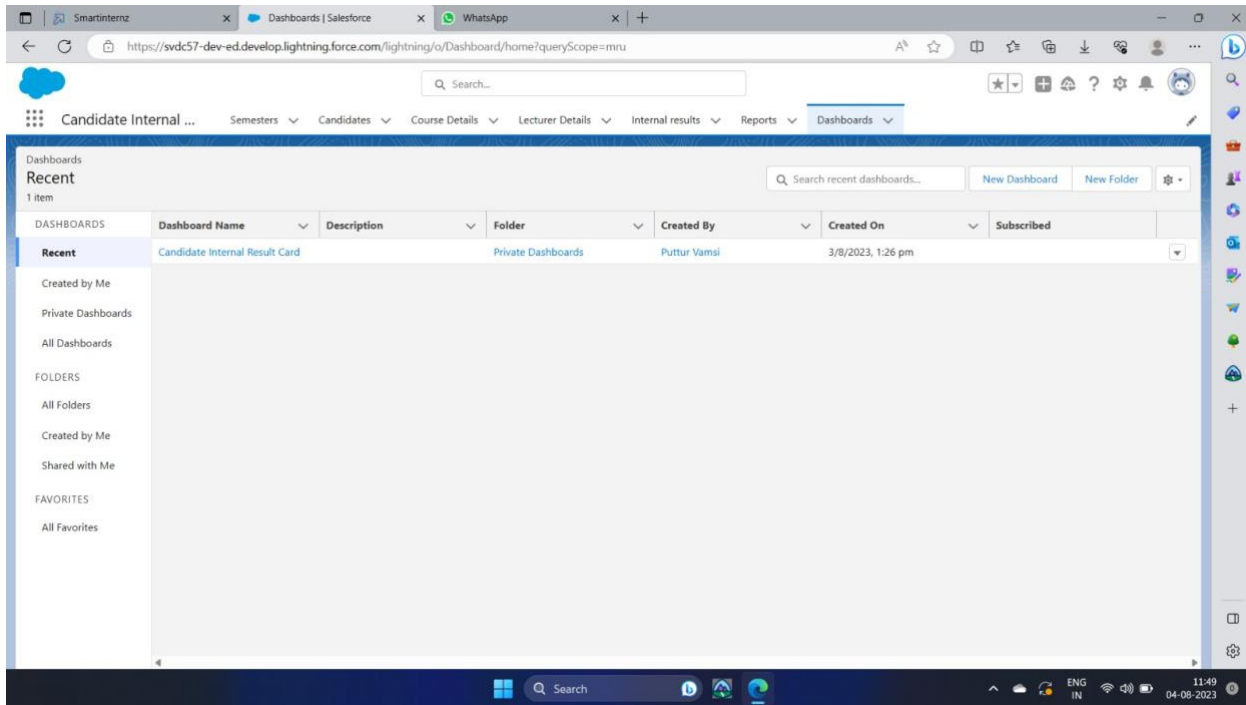 Smartinternz
Dashboards | Salesforce
WhatsApp
https://svdc57-dev-ed.develop.lightning.force.com/lightning/o/Dashboard/home?queryScope=mru
Search...
Candidate Internal ...
Semesters
Candidates
Course Details
Lecturer Details
Internal results
Reports
Dashboards
Dashboards
Recent
1 item
Search recent dashboards...
New Dashboard
New Folder
DASHBOARDS
Dashboard Name
Description
Folder
Created By
Created On
Subscribed
Recent
Candidate Internal Result Card
Private Dashboards
Puttur Vamsi
3/8/2023, 1:26 pm
Created by Me
Private Dashboards
All Dashboards
FOLDERS
All Folders
Created by Me
Shared with Me
FAVORITES
All Favorites
Search
ENG
IN
11:49
04-08-2023